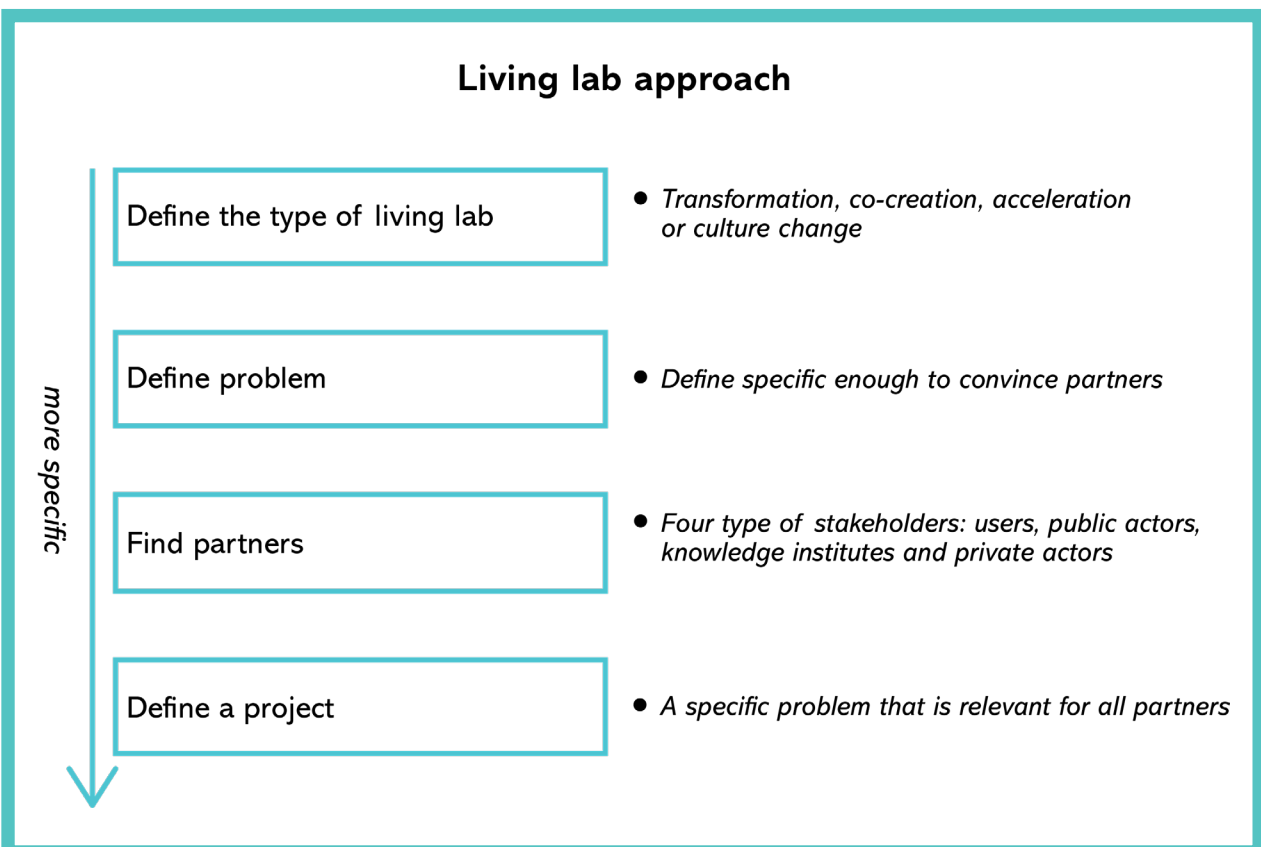 Living lab approach
Define the type of living lab
• Transformation, co-creation, acceleration
or culture change
Define problem
• Define specific enough to convince partners
more specific
Find partners
• Four type of stakeholders: users, public actors,
knowledge institutes and private actors
Define a project
• A specific problem that is relevant for all partners